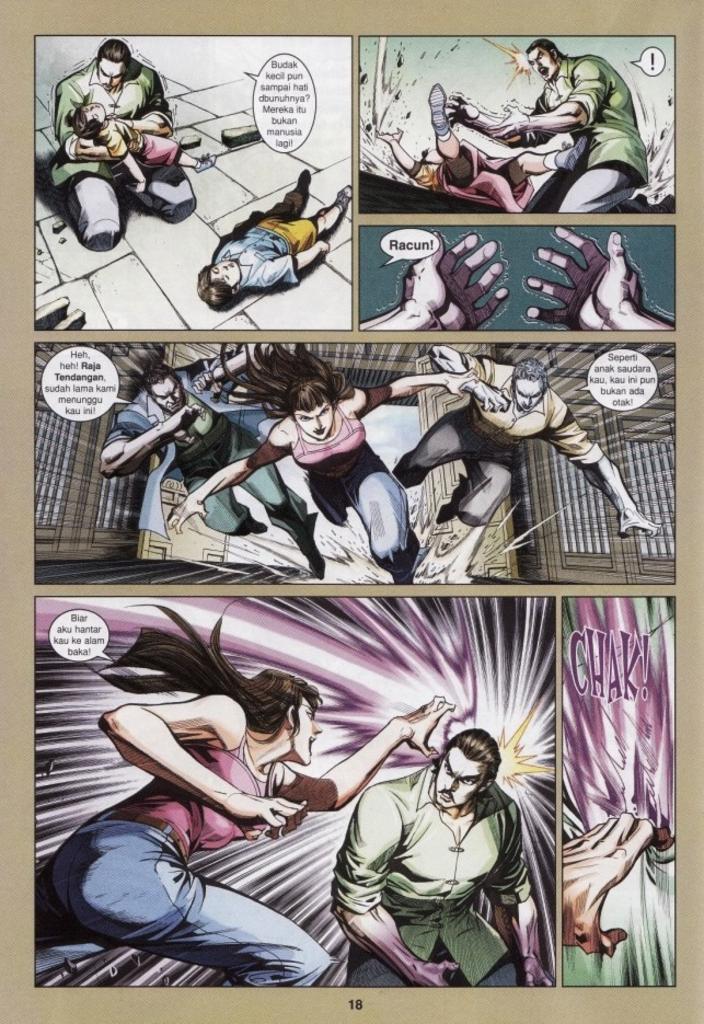 Budak
kecil pun
sampai hati
dbunuhnya?
Mereka itu
bukan
manusia
lagi!
!
Racun!
Heh,
heh! Raja
Tendangan,
sudah lama kami
menunggu
kau ini!
Seperti
anak saudara
kau, kau ini pun
bukan ada
otak!
Biar
aku hantar
kau ke alam
baka!
CHAK!
18